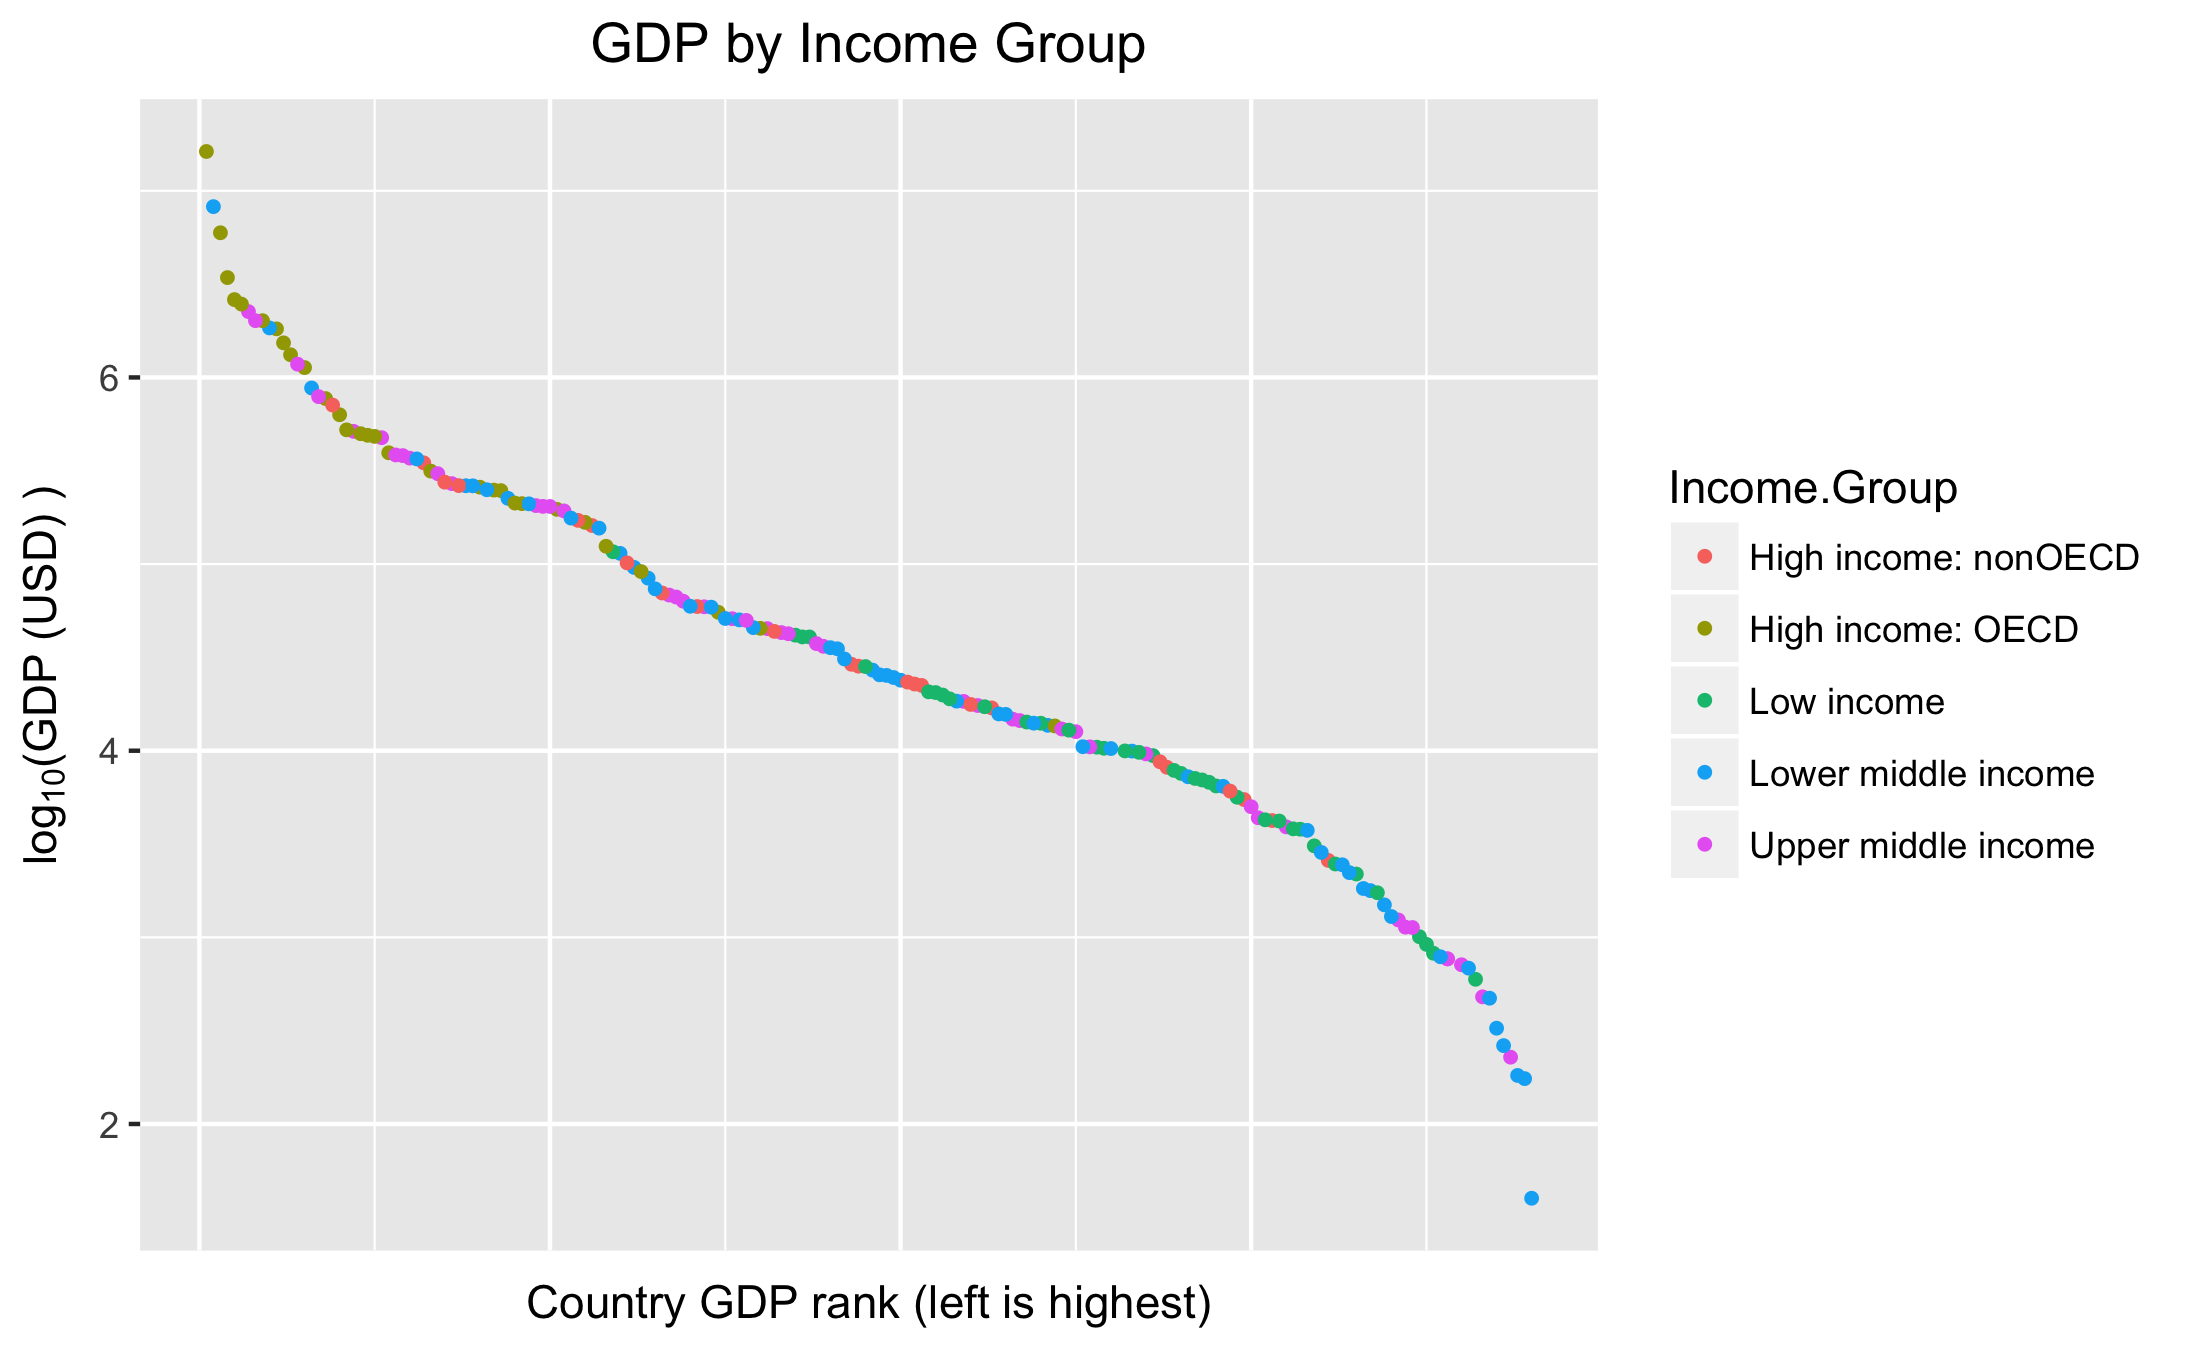 GDP by Income Group
log10(GDP (USD) )
6
4
2
Country GDP rank (left is highest)
Income.Group
High income: nonOECD
High income: OECD
Low income
Lower middle income
Upper middle income